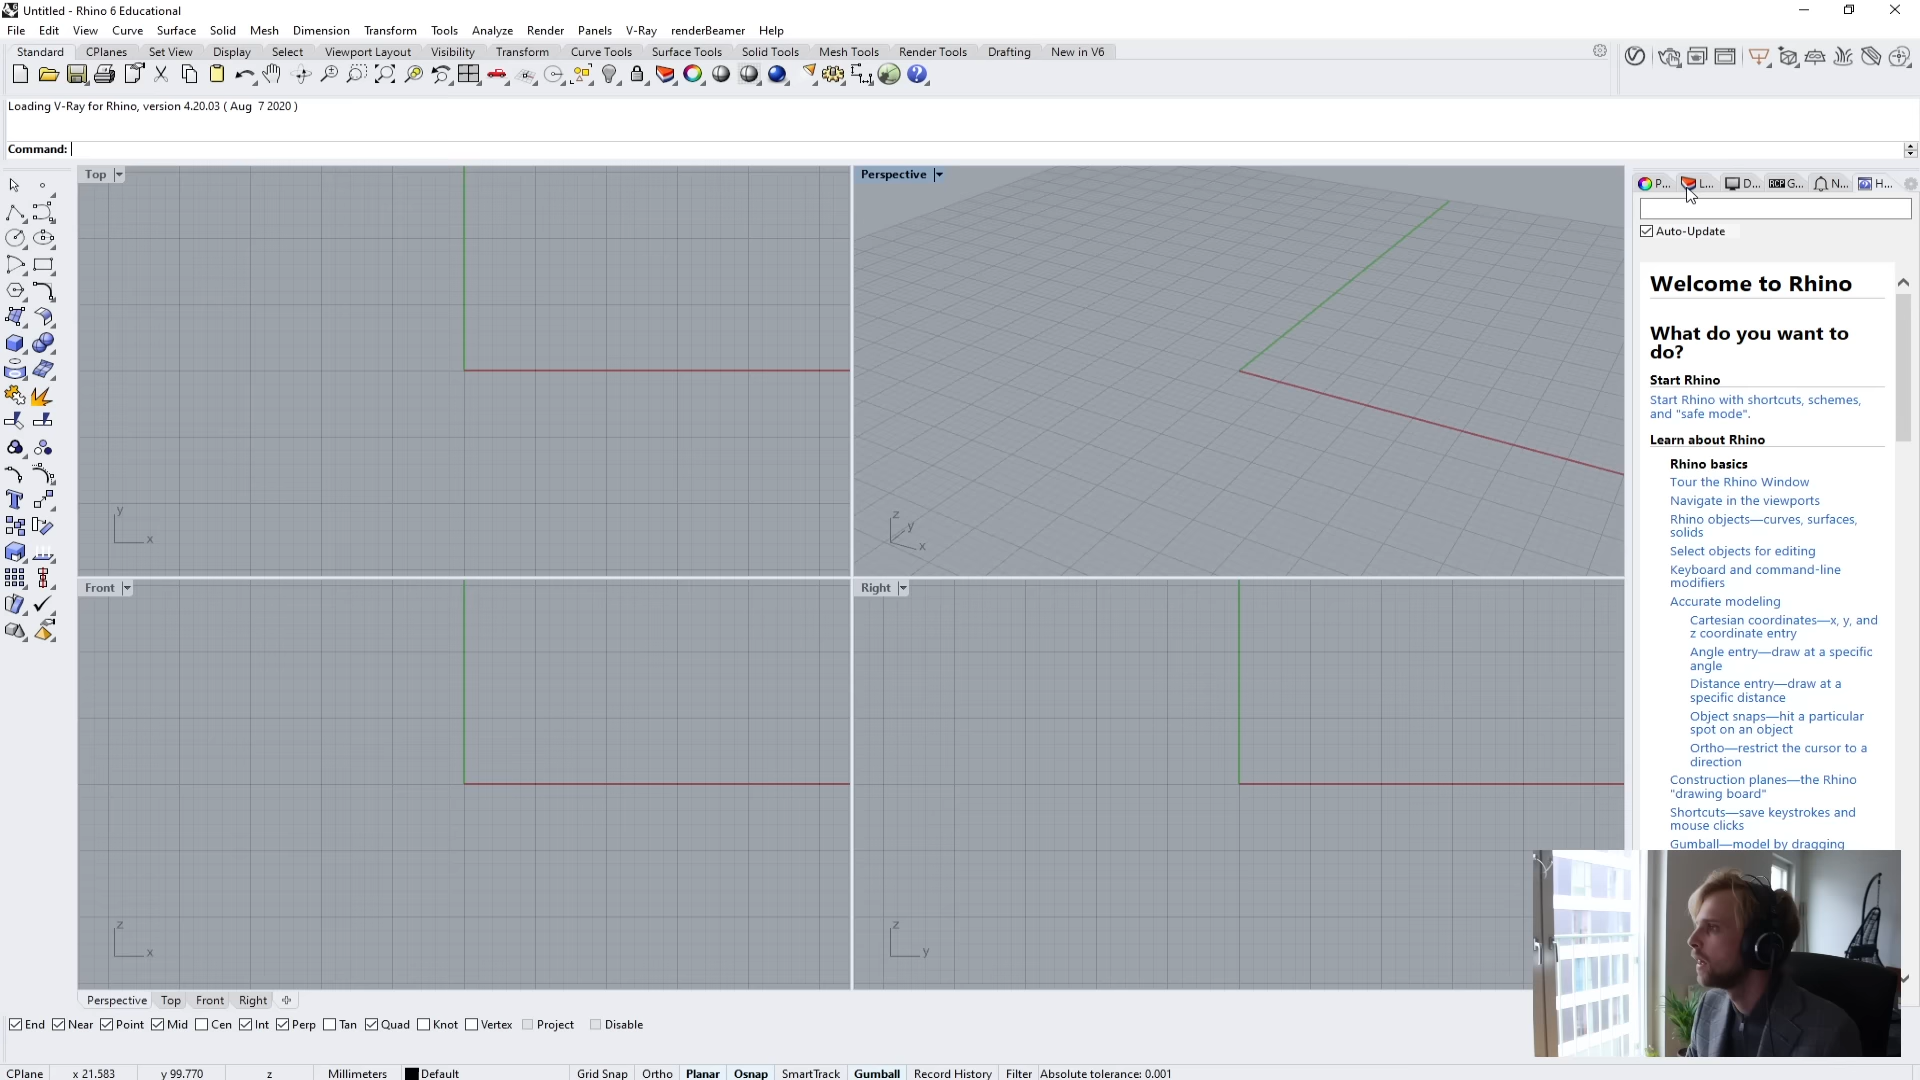 Untitled - Rhino 6 Educational
File Edit View Curve Surface Solid Mesh Dimension Transform Tools Analyze Render Panels V-Ray renderBeamer Help
Standard CPlanes Set View Display Select Viewport Layout Visibility Transform Curve Tools Surface Tools Solid Tools Mesh Tools Render Tools Drafting New in V6
Loading V-Ray for Rhino, version 4.20.03 ( Aug 7 2020 )
Command:
Top
Perspective
P... L... D... RCP G... N... H...
Auto-Update
Welcome to Rhino
What do you want to
do?
Start Rhino
Start Rhino with shortcuts, schemes,
and "safe mode".
Learn about Rhino
Rhino basics
Tour the Rhino Window
Navigate in the viewports
Rhino objects—curves, surfaces,
solids
Select objects for editing
Keyboard and command-line
modifiers
Accurate modeling
Cartesian coordinates—x, y, and
z coordinate entry
Angle entry—draw at a specific
angle
Distance entry—draw at a
specific distance
Object snaps—hit a particular
spot on an object
Ortho—restrict the cursor to a
direction
Construction planes—the Rhino
"drawing board"
Shortcuts—save keystrokes and
mouse clicks
Gumball—model by dragging
y
x
z
y
x
Front
Right
z
x
z
y
Perspective Top Front Right
End Near Point Mid Cen Int Perp Tan Quad Knot Vertex Project Disable
CPlane x 21.583 y 99.770 z Millimeters Default Grid Snap Ortho Planar Osnap SmartTrack Gumball Record History Filter Absolute tolerance: 0.001